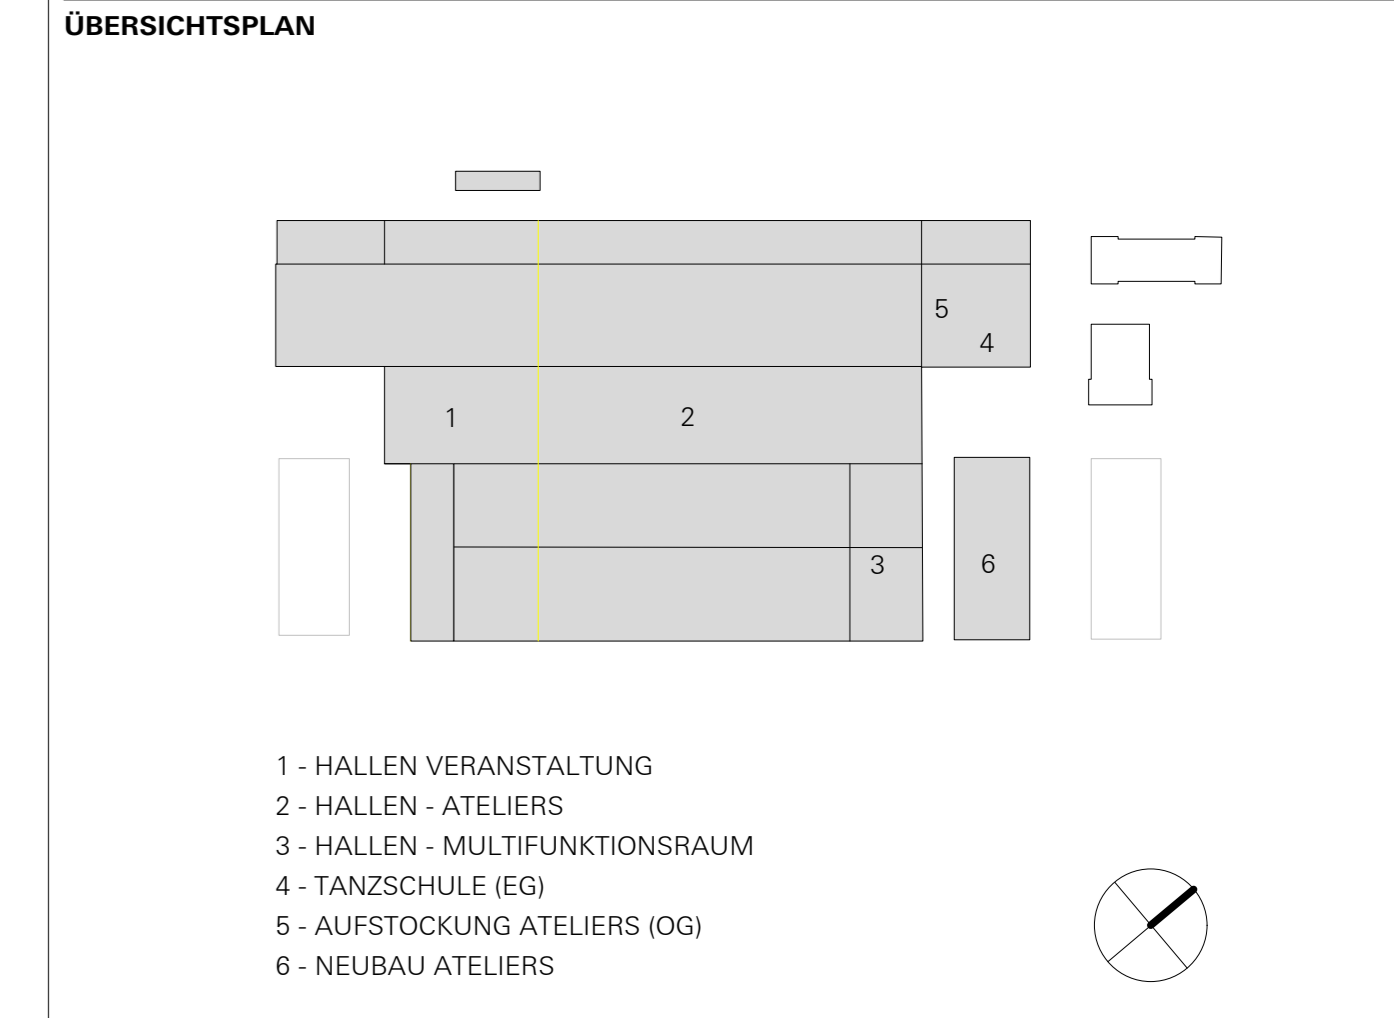 ÜBERSICHTSPLAN
5
4
1
2
3
6
1 - HALLEN VERANSTALTUNG
2 - HALLEN - ATELIERS
3 - HALLEN - MULTIFUNKTIONSRAUM
4 - TANZSCHULE (EG)
5 - AUFSTOCKUNG ATELIERS (OG)
6 - NEUBAU ATELIERS